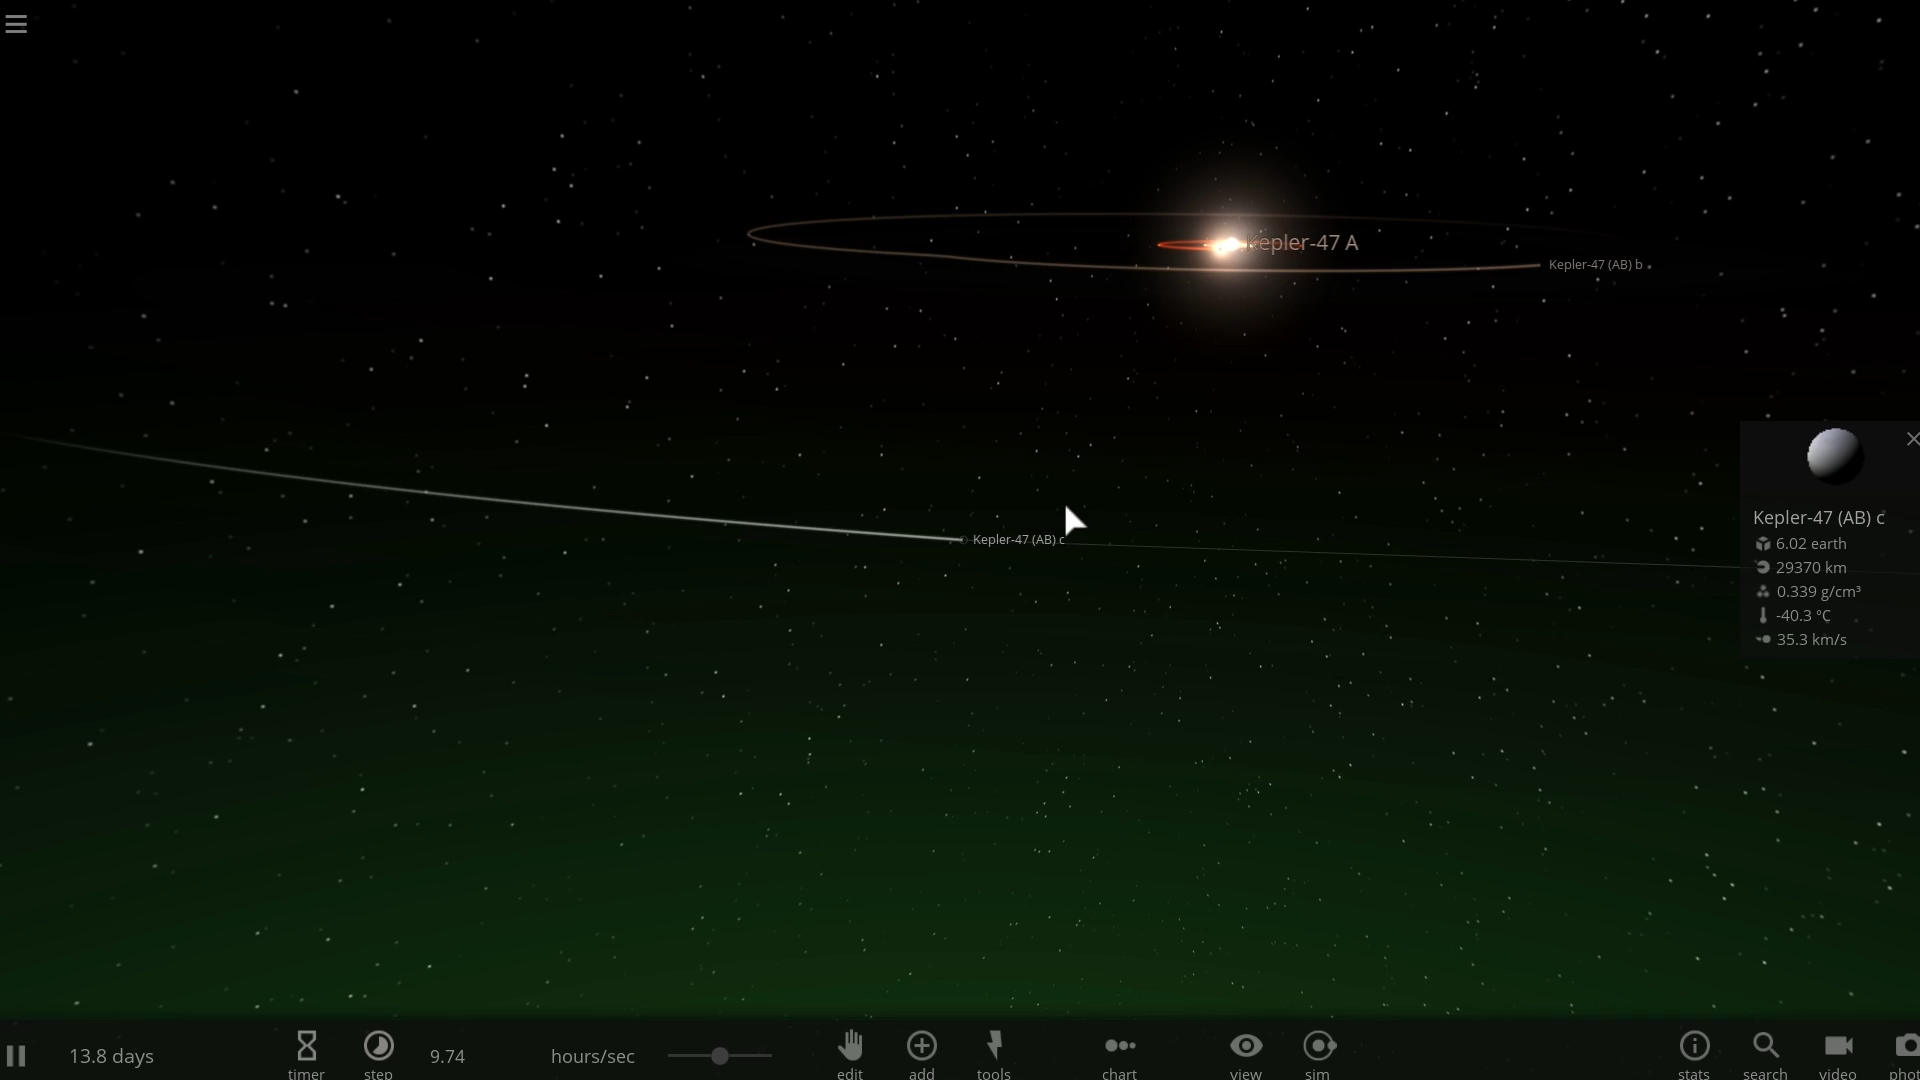 Kepler-47 A
Kepler-47 (AB) b
Kepler-47 (AB) c
Kepler-47 (AB) c
6.02 earth
29370 km
0.339 g/cm³
-40.3 °C
35.3 km/s
13.8 days
timer
step
9.74
hours/sec
edit
add
tools
chart
view
sim
stats
search
video
phot